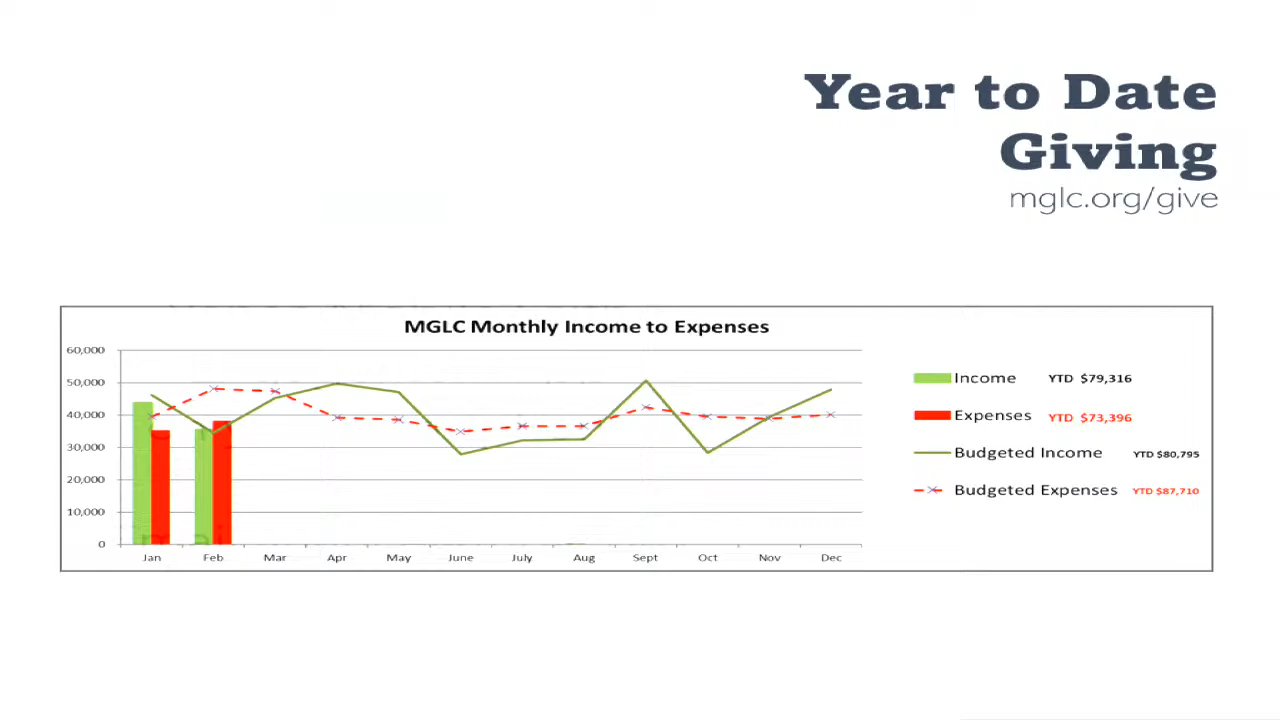 Year to Date
Giving
mglc.org/give
MGLC Monthly Income to Expenses
60,000
50,000
40,000
30,000
20,000
10,000
0
Jan Feb Mar Apr May June July Aug Sept Oct Nov Dec
Income YTD $79,316
Expenses YTD $73,396
Budgeted Income YTD $80,795
Budgeted Expenses YTD $87,710